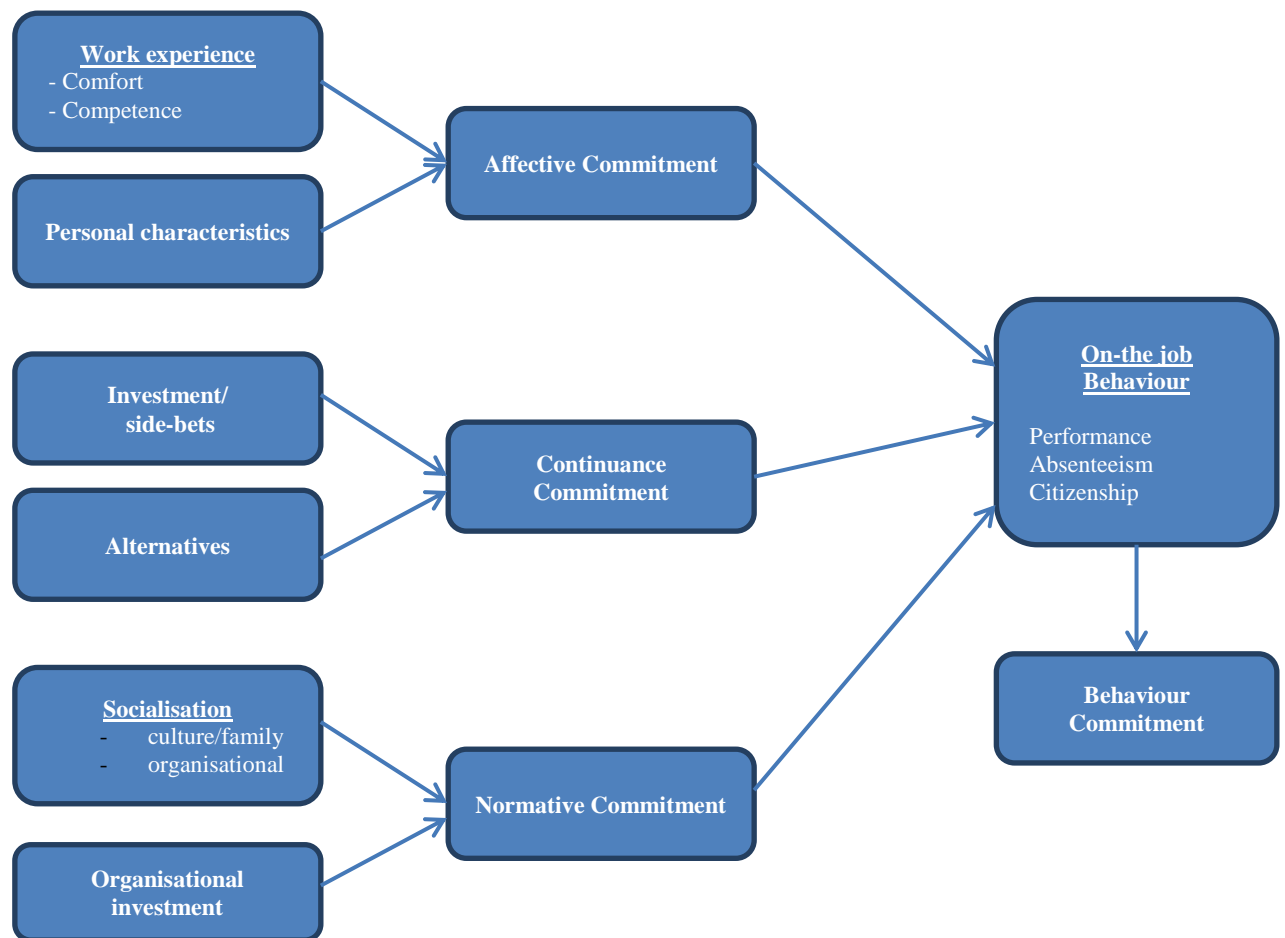 Work experience
- Comfort
- Competence
Personal characteristics
Affective Commitment
Investment/
side-bets
Alternatives
Continuance
Commitment
Socialisation
- culture/family
- organisational
Organisational
investment
Normative Commitment
On-the job
Behaviour
Performance
Absenteeism
Citizenship
Behaviour
Commitment